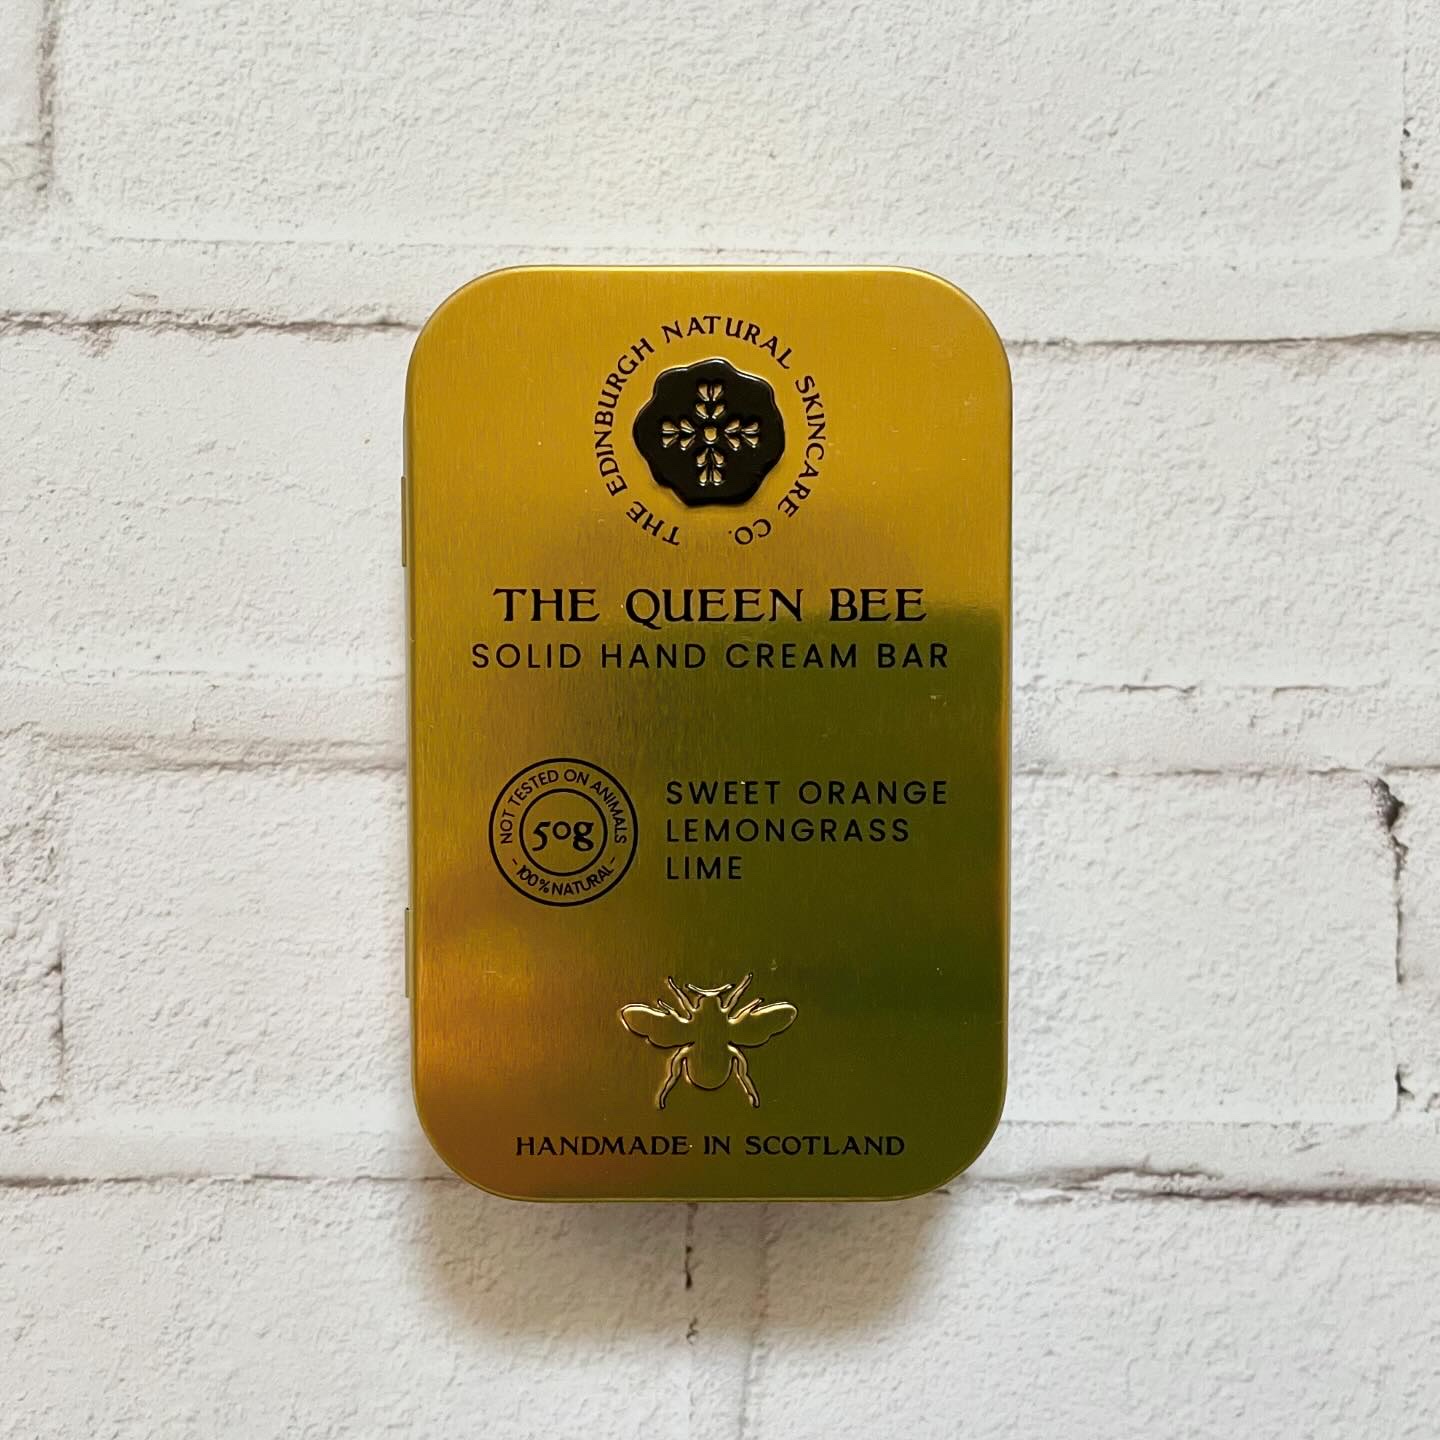 THE EDINBURGH NATURAL SKINCARE CO.
THE QUEEN BEE
SOLID HAND CREAM BAR
NOT TESTED ON ANIMALS
50g
- 100% NATURAL -
SWEET ORANGE
LEMONGRASS
LIME
HANDMADE IN SCOTLAND